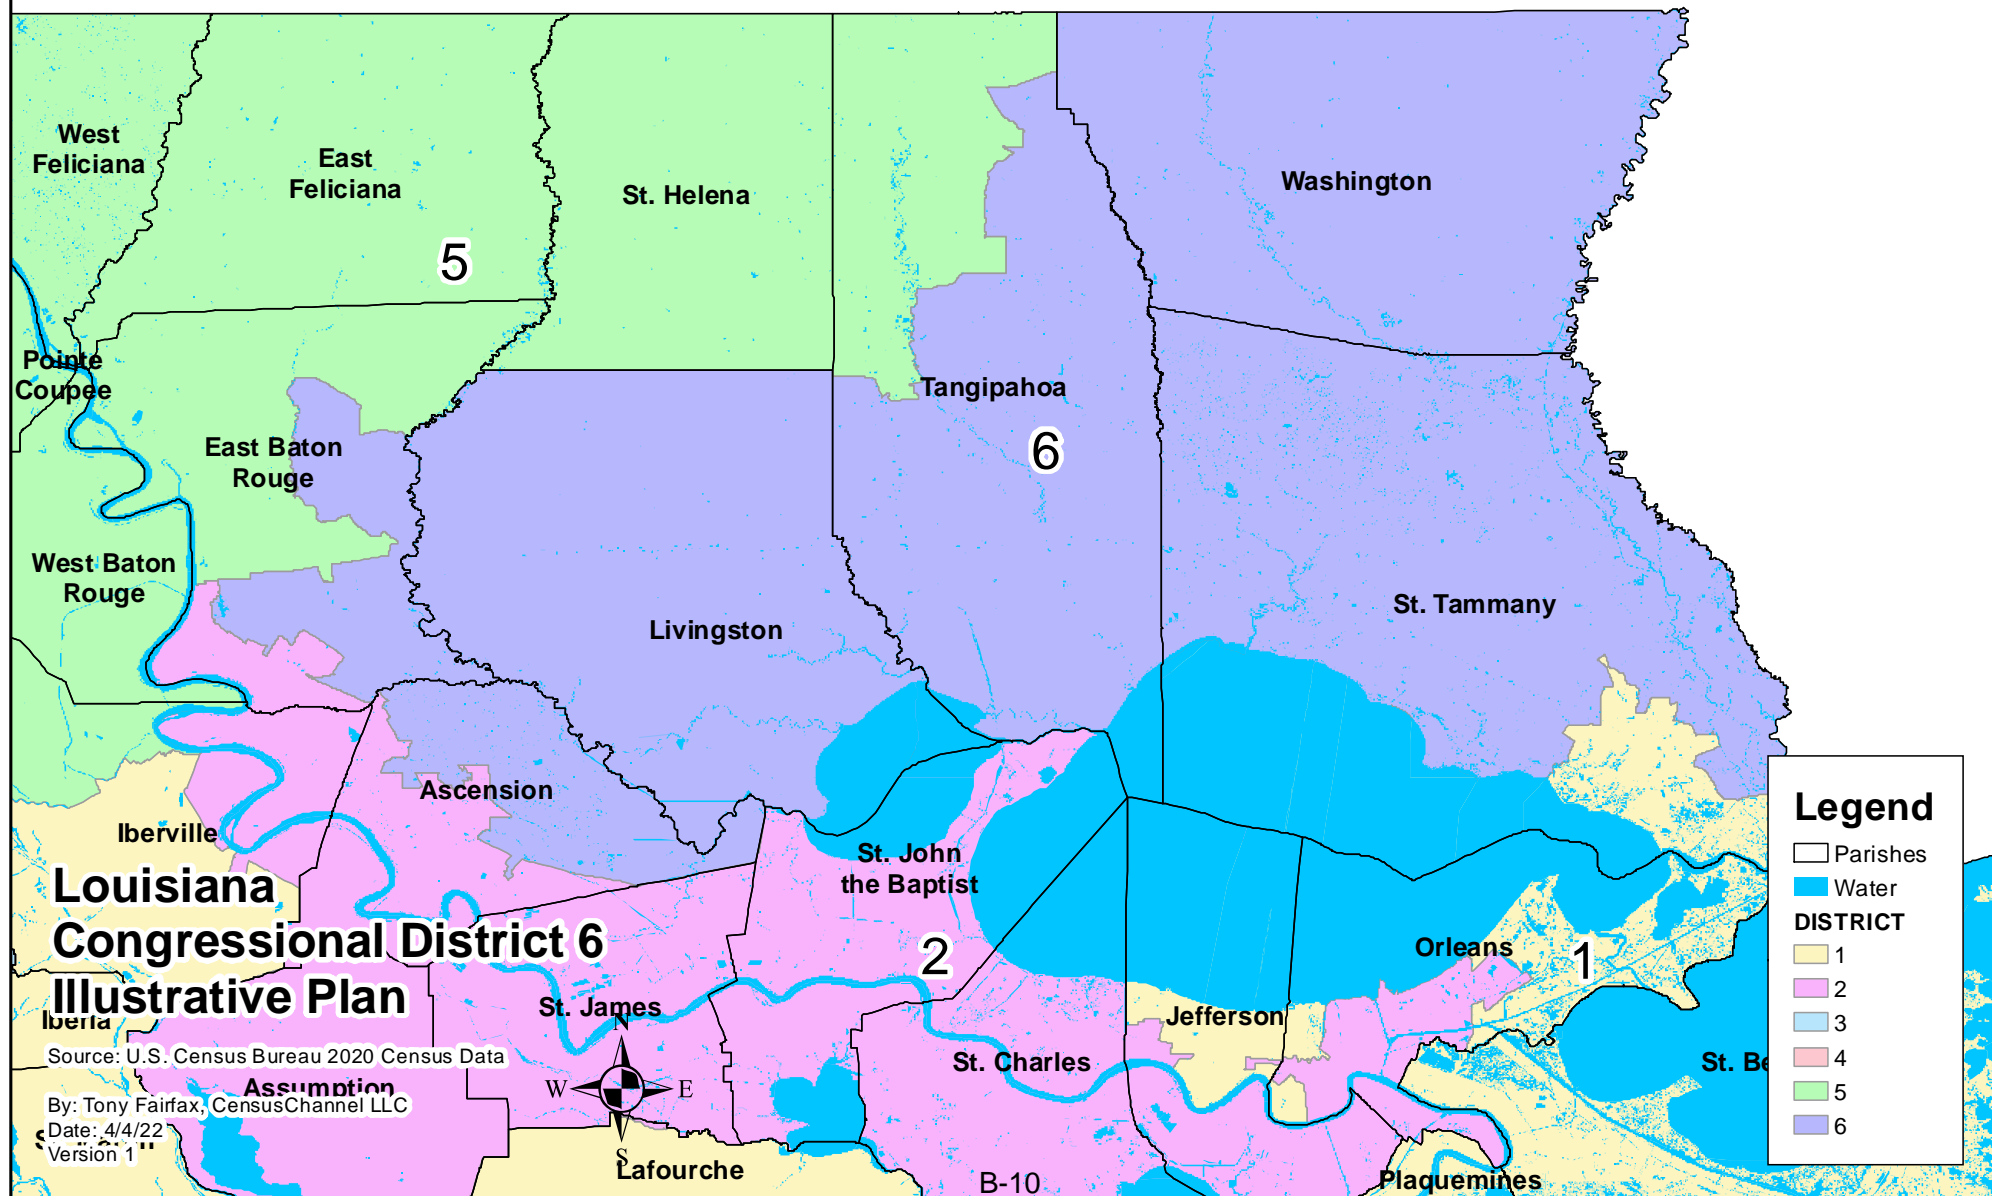 West
Feliciana
East
Feliciana
St. Helena
Washington
5
Pointe
Coupee
Tangipahoa
East Baton
Rouge
6
West Baton
Rouge
St. Tammany
Livingston
Ascension
Iberville
St. John
the Baptist
Louisiana
Congressional District 6
Illustrative Plan
Orleans
2
1
St. James
Jefferson
Iberia
St. Charles
Source: U.S. Census Bureau 2020 Census Data
Assumption
By: Tony Fairfax, CensusChannel LLC
Date: 4/4/22
Version 1
N
W
E
S
Lafourche
B-10
Plaquemines
St. Be
Legend
Parishes
Water
DISTRICT
1
2
3
4
5
6